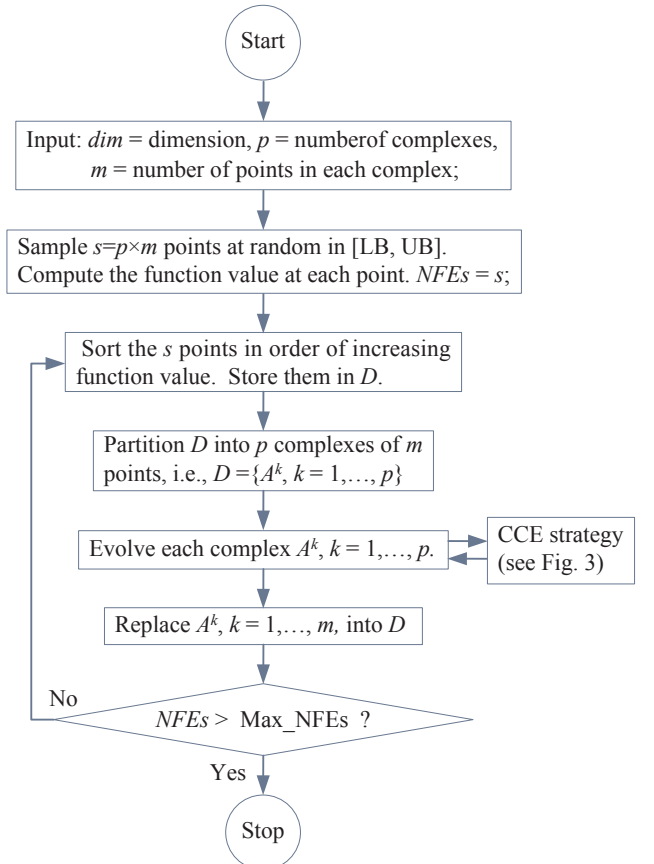 Start
Input: dim = dimension, p = numberof complexes,
m = number of points in each complex;
Sample s=p×m points at random in [LB, UB].
Compute the function value at each point. NFEs = s;
Sort the s points in order of increasing
function value. Store them in D.
Partition D into p complexes of m
points, i.e., D ={Aᵏ, k = 1,…, p}
Evolve each complex Aᵏ, k = 1,…, p.
CCE strategy
(see Fig. 3)
Replace Aᵏ, k = 1,…, m, into D
No
NFEs > Max_NFEs ?
Yes
Stop